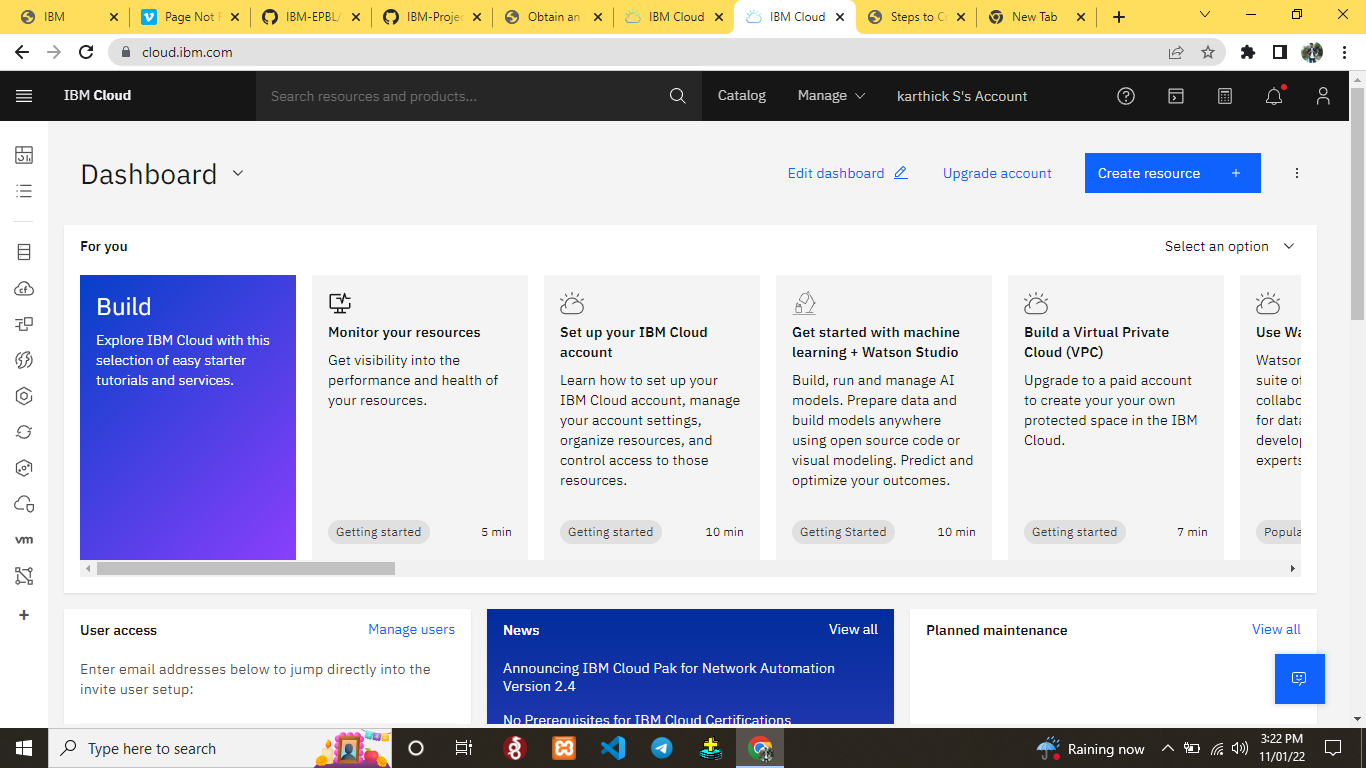 IBM
Page Not F
IBM-EPBL/
IBM-Projec
Obtain an
IBM Cloud
IBM Cloud
Steps to Cr
New Tab
cloud.ibm.com
IBM Cloud
Search resources and products...
Catalog
Manage
karthick S's Account
Dashboard
Edit dashboard
Upgrade account
Create resource +
For you
Select an option
Build
Explore IBM Cloud with this
selection of easy starter
tutorials and services.
Monitor your resources
Get visibility into the
performance and health of
your resources.
Getting started 5 min
Set up your IBM Cloud
account
Learn how to set up your
IBM Cloud account, manage
your account settings,
organize resources, and
control access to those
resources.
Getting started 10 min
Get started with machine
learning + Watson Studio
Build, run and manage AI
models. Prepare data and
build models anywhere
using open source code or
visual modeling. Predict and
optimize your outcomes.
Getting Started 10 min
Build a Virtual Private
Cloud (VPC)
Upgrade to a paid account
to create your your own
protected space in the IBM
Cloud.
Getting started 7 min
Use Wa
Watson
suite of
collabo
for data
develop
experts
Popula
cf
vm
User access
Manage users
Enter email addresses below to jump directly into the
invite user setup:
News
View all
Announcing IBM Cloud Pak for Network Automation
Version 2.4
No Prerequisites for IBM Cloud Certifications
Planned maintenance
View all
Type here to search
Raining now
3:22 PM
11/01/22